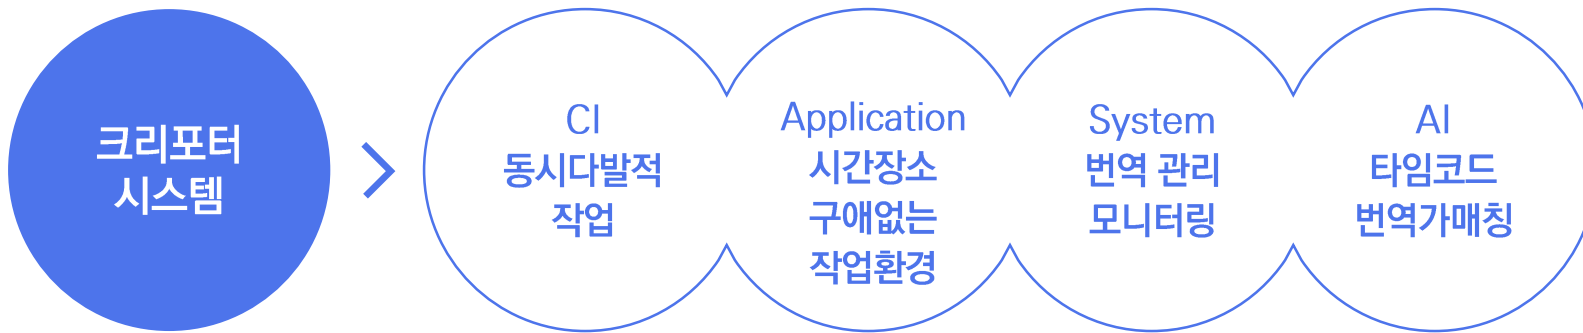 크리포터
시스템
CI
동시다발적
작업
Application
시간장소
구애없는
작업환경
System
번역 관리
모니터링
AI
타임코드
번역가매칭